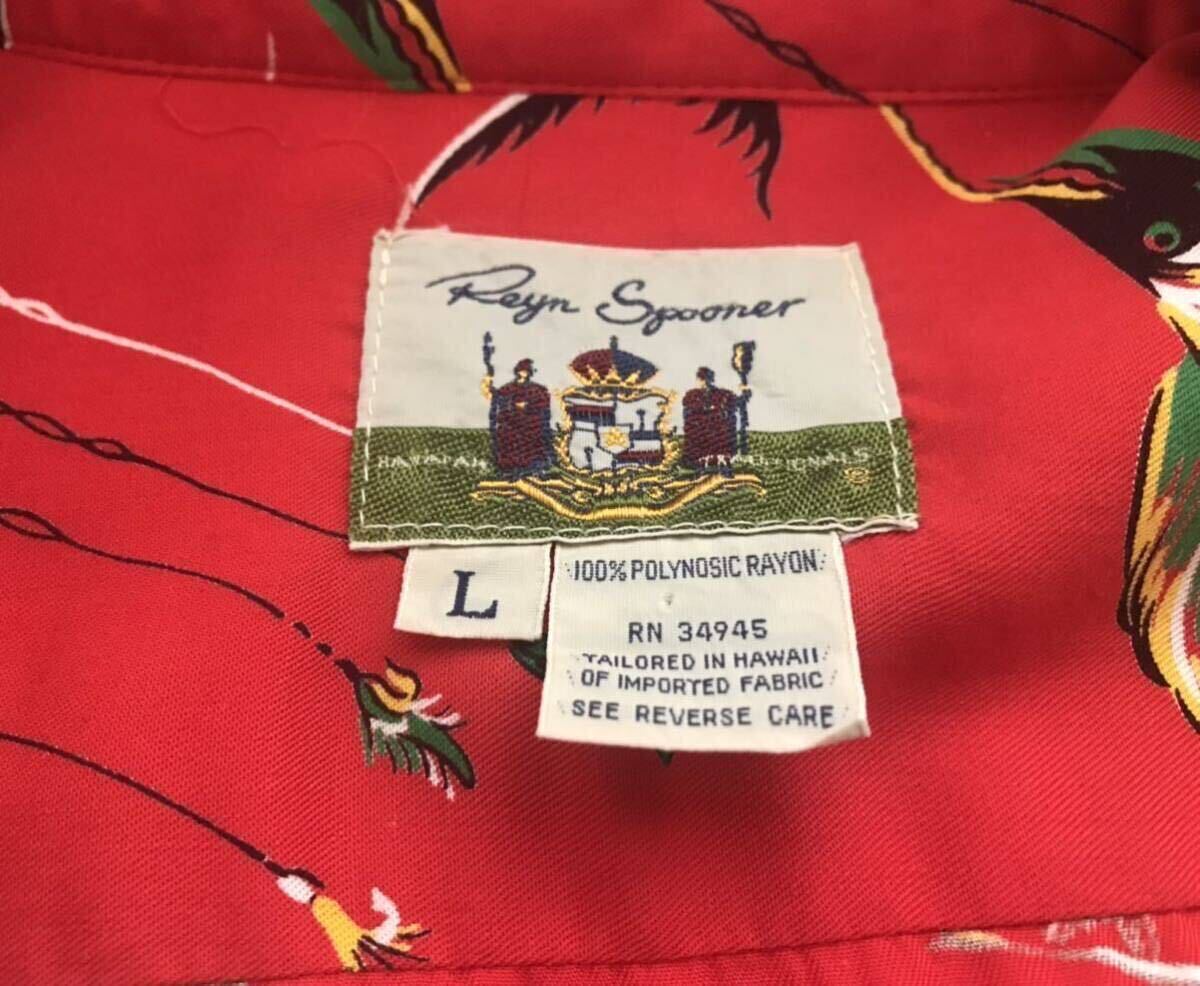 Reyn Spooner
HAWAIIAN TRADITIONALS ®
L
100% POLYNOSIC RAYON
RN 34945
TAILORED IN HAWAII
OF IMPORTED FABRIC
SEE REVERSE CARE